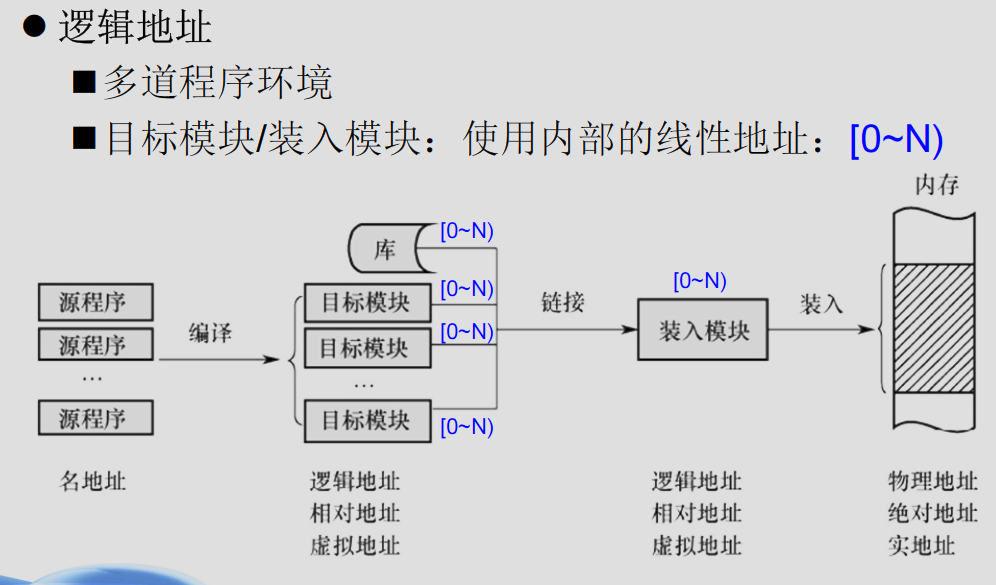 ● 逻辑地址
■多道程序环境
■目标模块/装入模块：使用内部的线性地址：[0~N)
内存
库
[0~N)
源程序
源程序
…
源程序
编译
目标模块
[0~N)
目标模块
[0~N)
…
目标模块
[0~N)
链接
[0~N)
装入模块
装入
名地址
逻辑地址
相对地址
虚拟地址
逻辑地址
相对地址
虚拟地址
物理地址
绝对地址
实地址